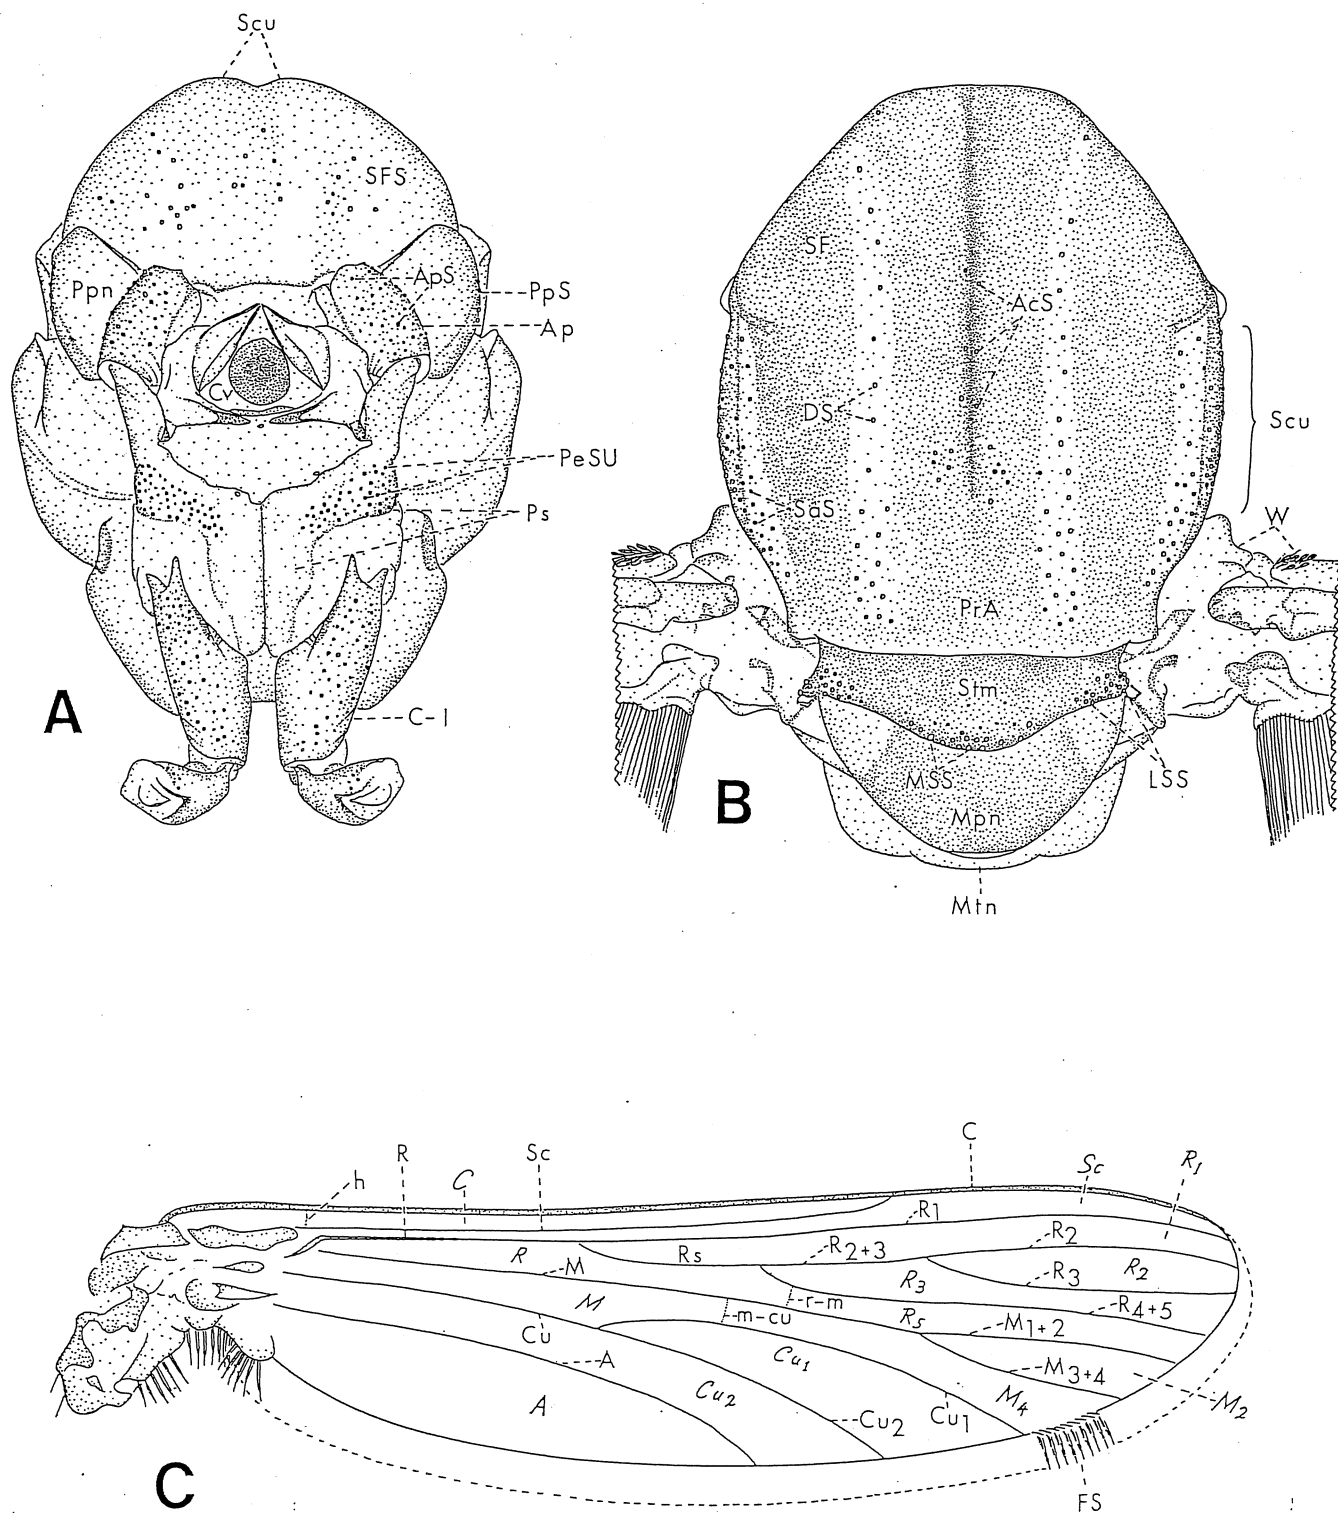 Scu
SFS
Ppn
ApS
PpS
Ap
Cv
PeSU
Ps
C-I
A
SF
AcS
DS
Scu
SaS
W
PrA
Stm
MSS
LSS
Mpn
B
Mtn
C
R
Sc
h
C
Sc
R1
R1
R2
R
M
Rs
R2+3
R3
R3
R2
M
m-cu
r-m
Rs
M1+2
R4+5
Cu
A
Cu1
M3+4
A
Cu2
Cu2
Cu1
M4
M2
C
FS